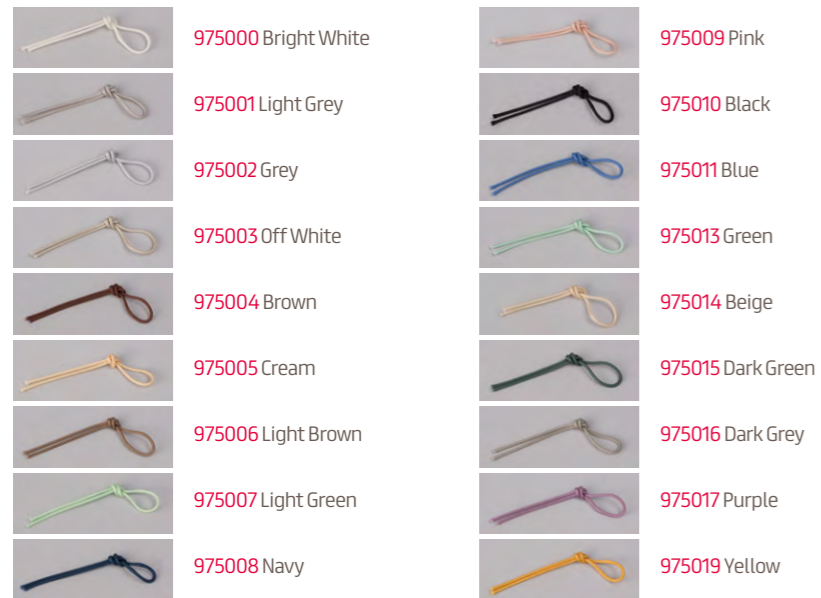 975000 Bright White
975001 Light Grey
975002 Grey
975003 Off White
975004 Brown
975005 Cream
975006 Light Brown
975007 Light Green
975008 Navy
975009 Pink
975010 Black
975011 Blue
975013 Green
975014 Beige
975015 Dark Green
975016 Dark Grey
975017 Purple
975019 Yellow